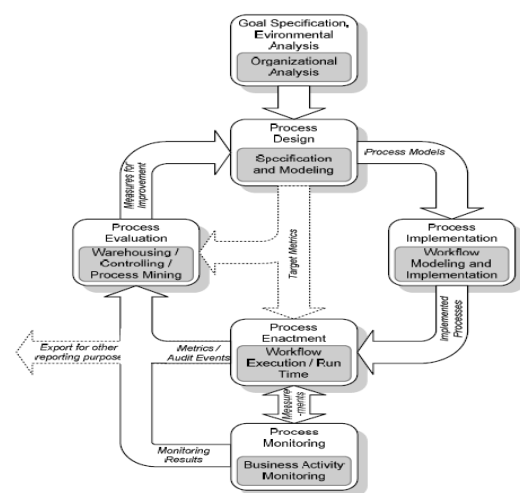 Goal Specification,
Evironmental
Analysis
Organizational
Analysis
Process
Design
Specification
and Modeling
Process Models
Measures for
Improvement
Process
Evaluation
Warehousing /
Controlling /
Process Mining
Target Metrics
Process
Implementation
Workflow
Modeling and
Implementation
Implemented
Processes
Process
Enactment
Workflow
Execution / Run
Time
Metrics /
Audit Events
Export for other
reporting purpose
Measure
-ments
Process
Monitoring
Business Activity
Monitoring
Monitoring
Results